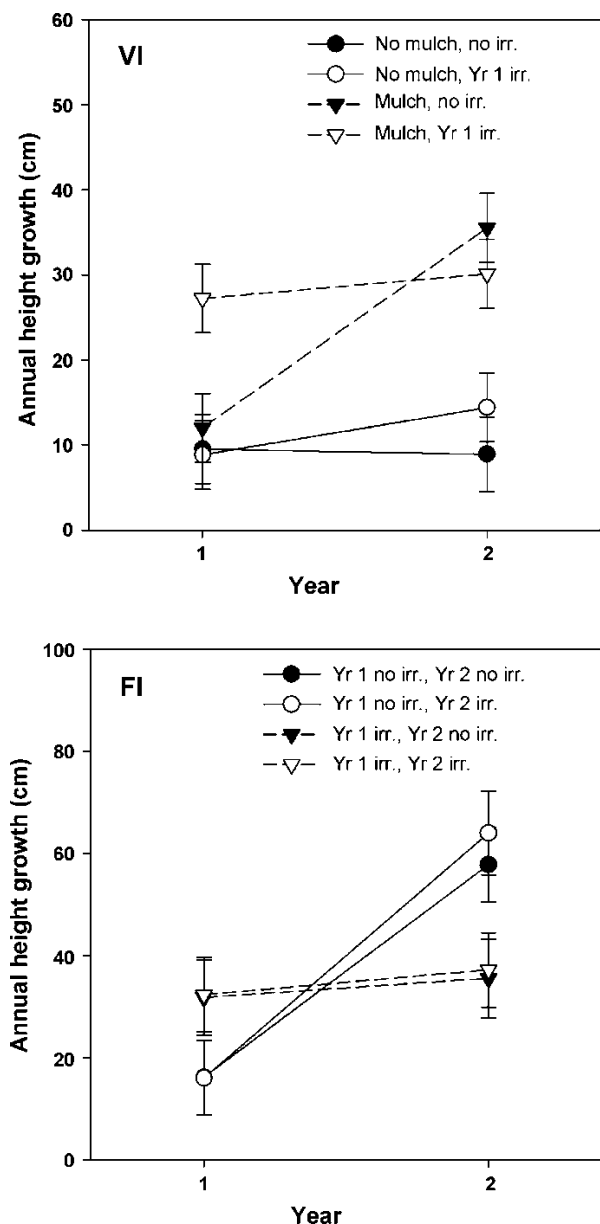 VI
No mulch, no irr.
No mulch, Yr 1 irr.
Mulch, no irr.
Mulch, Yr 1 irr.
Annual height growth (cm)
60
50
40
30
20
10
0
1
2
Year
FI
Yr 1 no irr., Yr 2 no irr.
Yr 1 no irr., Yr 2 irr.
Yr 1 irr., Yr 2 no irr.
Yr 1 irr., Yr 2 irr.
Annual height growth (cm)
100
80
60
40
20
0
1
2
Year